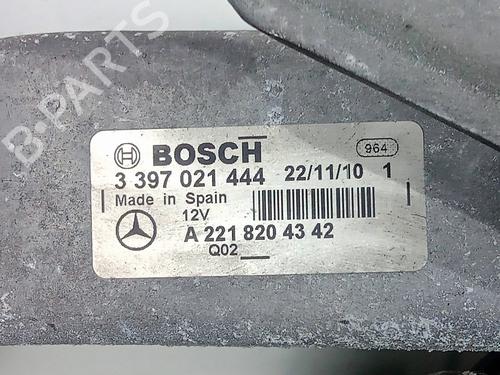 B-PARTS
BOSCH 964
3 397 021 444 22/11/10 1
Made in Spain
12V
A 221 820 43 42
Q02